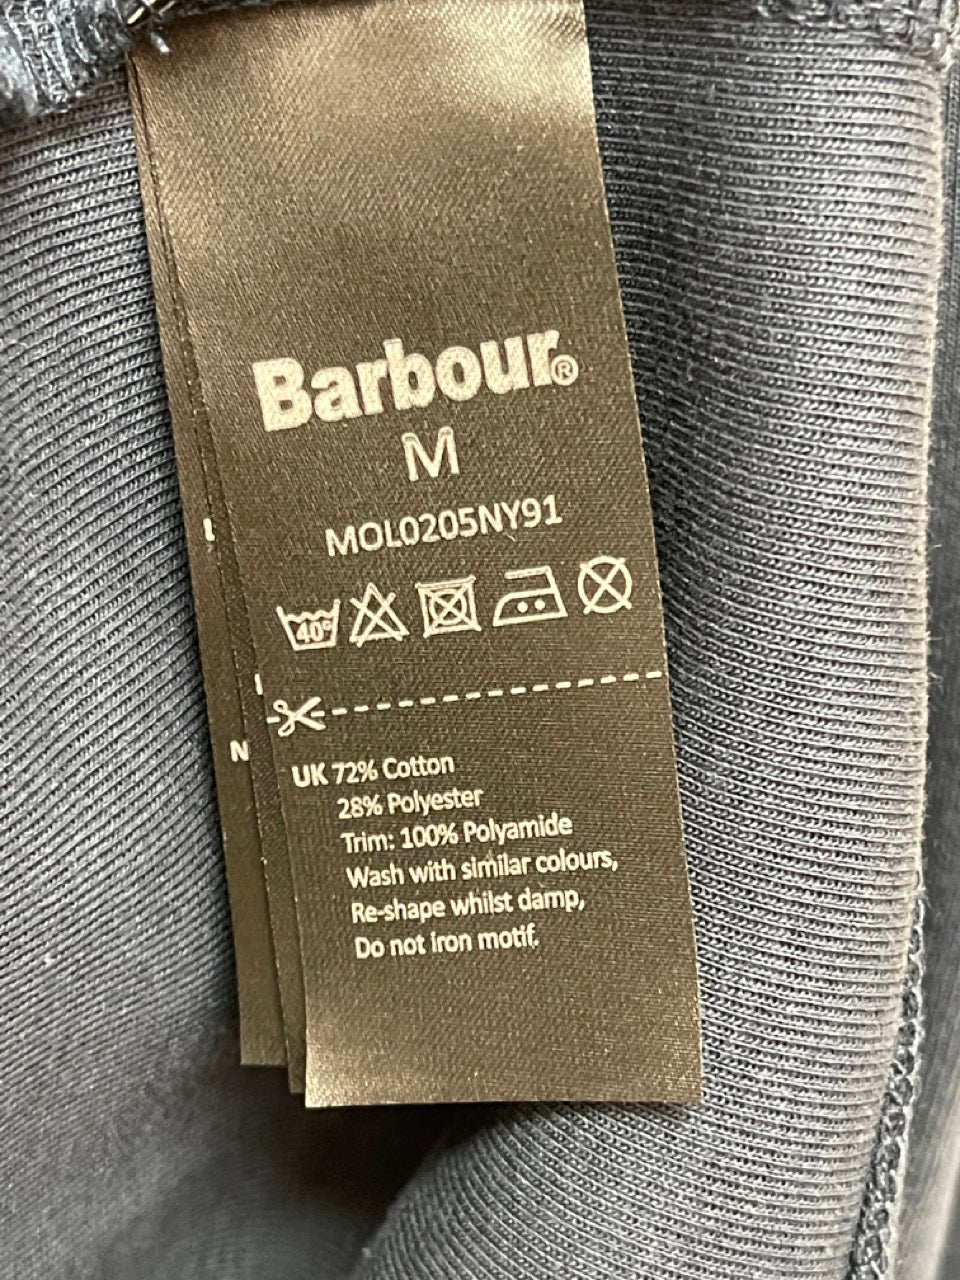 Barbour®
M
MOL0205NY91
40°
UK 72% Cotton
28% Polyester
Trim: 100% Polyamide
Wash with similar colours,
Re-shape whilst damp,
Do not iron motif.
N